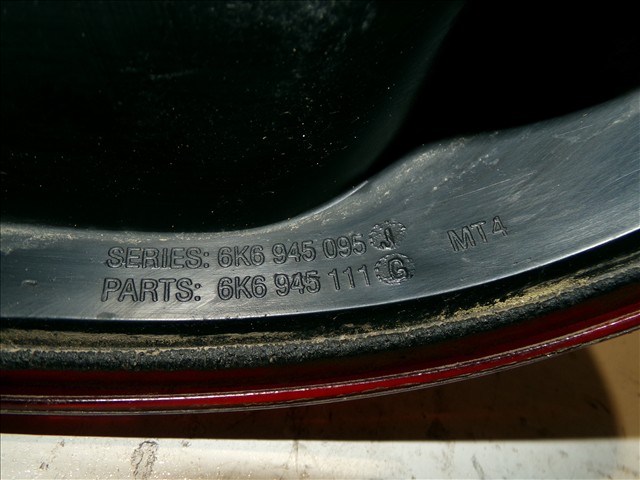 SERIES: 6K6 945 095 J MT4
PARTS: 6K6 945 111 G